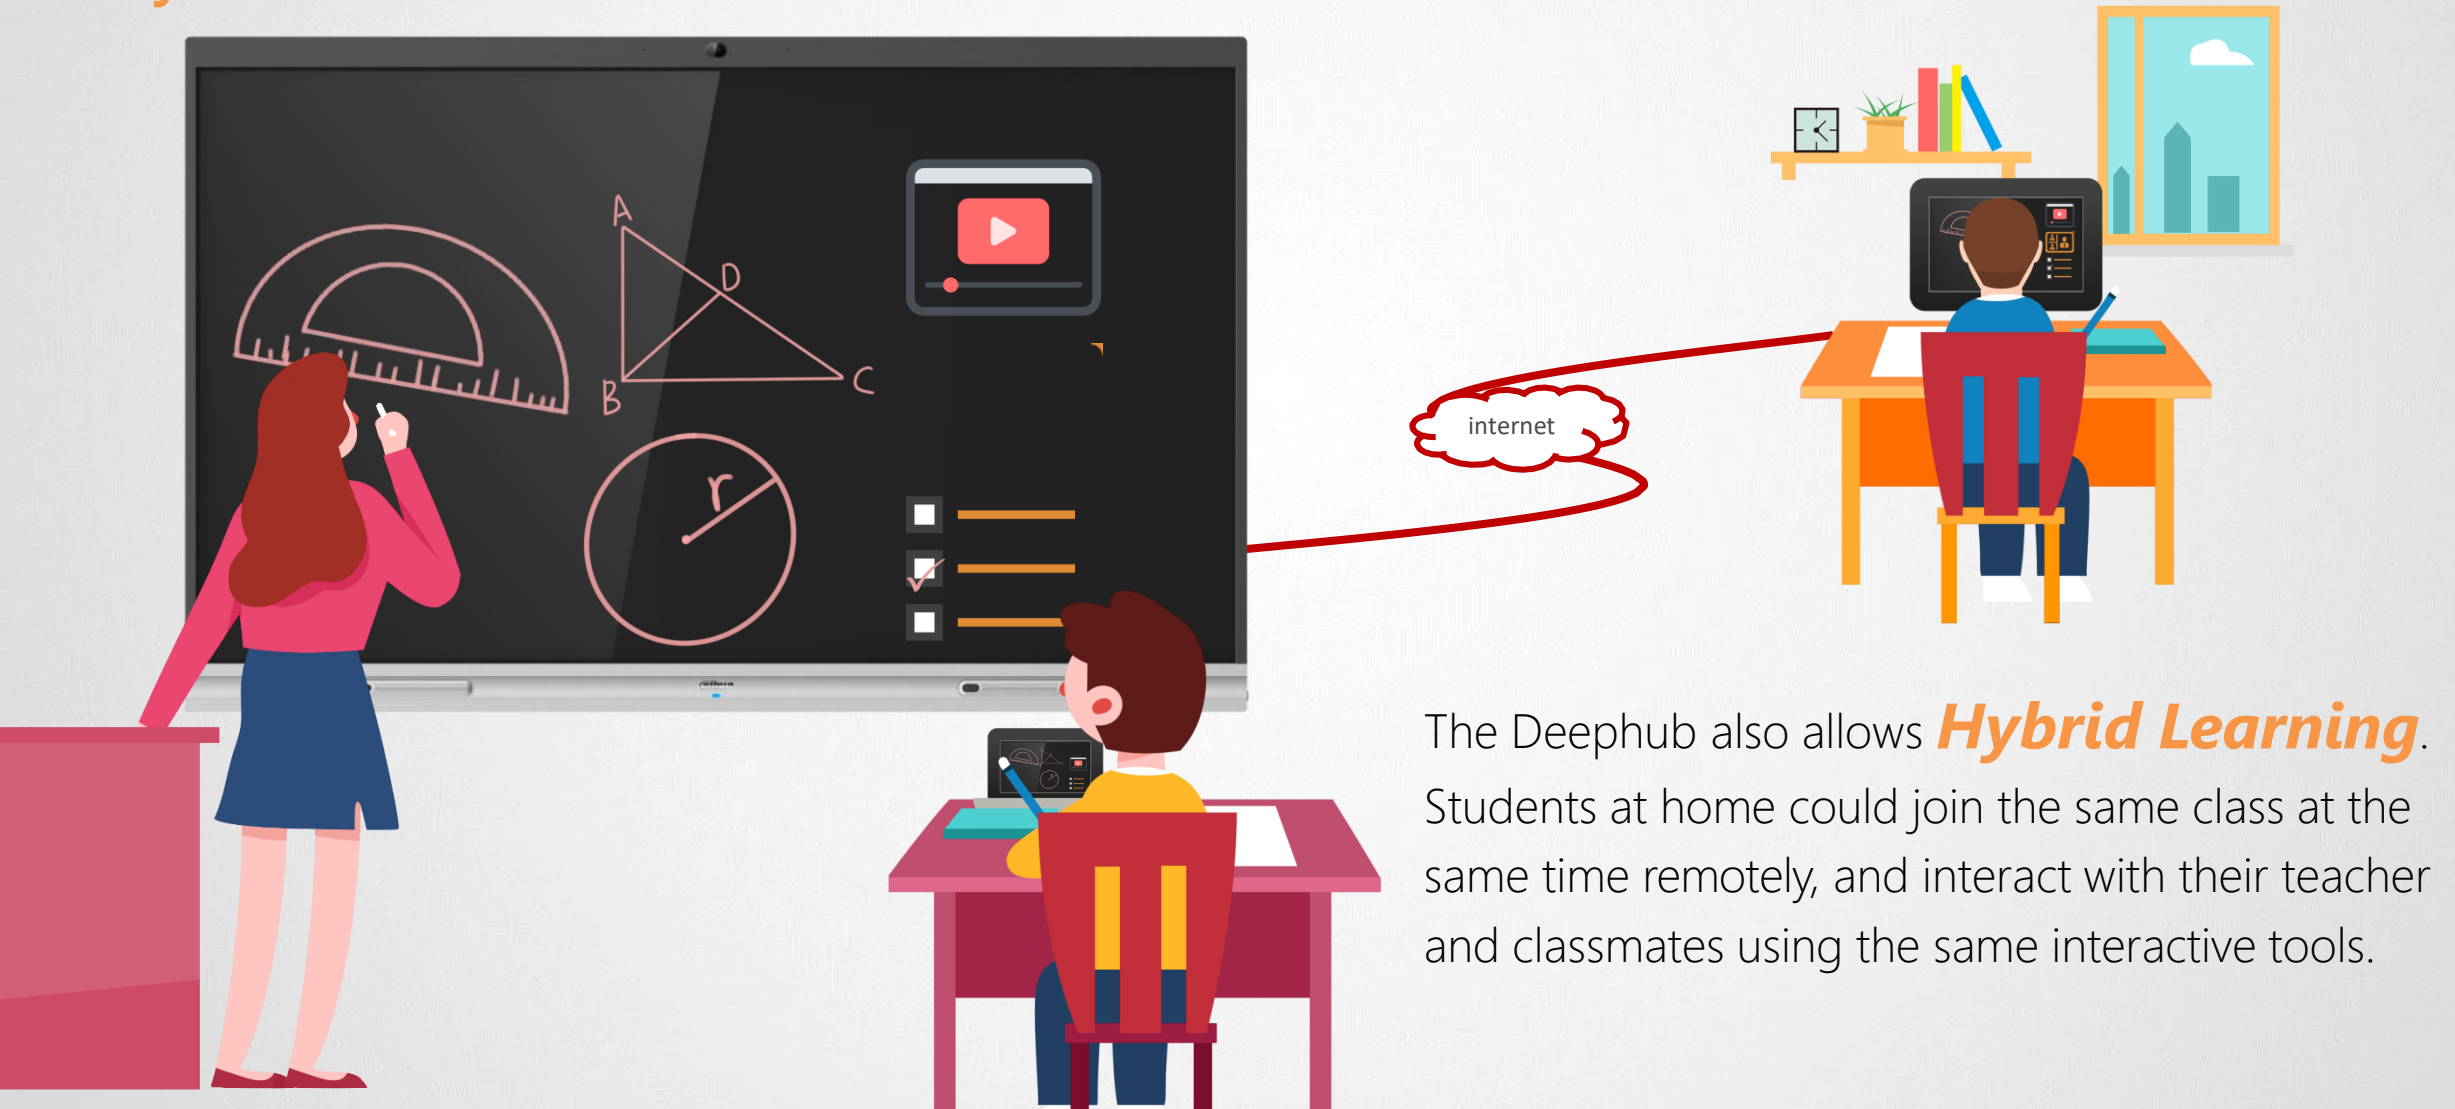 A
D
B
C
r
internet
The Deephub also allows Hybrid Learning.
Students at home could join the same class at the
same time remotely, and interact with their teacher
and classmates using the same interactive tools.